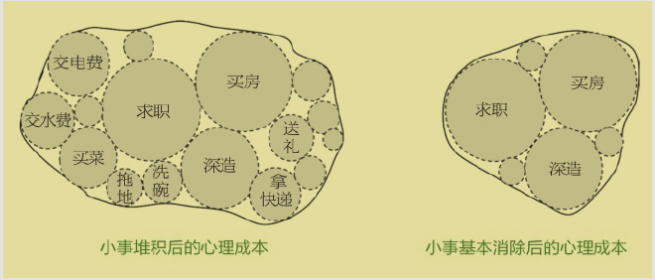 交电费
买房
求职
交水费
送
礼
买菜
深造
拖
地
洗
碗
拿
快递
小事堆积后的心理成本
买房
求职
深造
小事基本消除后的心理成本